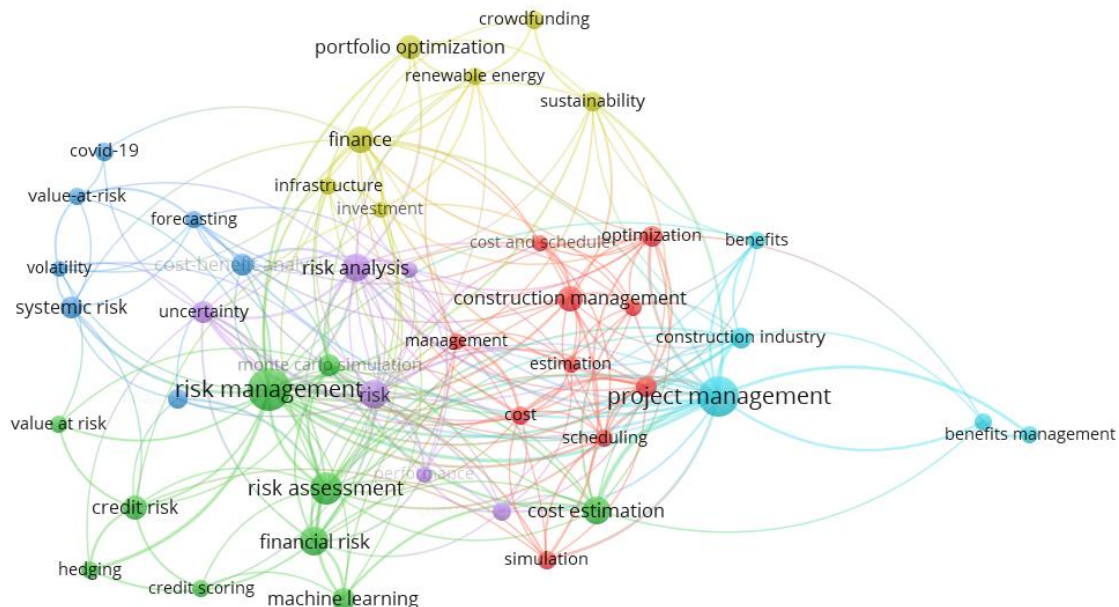 crowdfunding
portfolio optimization
renewable energy
sustainability
finance
covid-19
infrastructure
value-at-risk
investment
forecasting
cost and schedule
optimization
benefits
volatility
cost-benefit analy
risk analysis
construction management
systemic risk
uncertainty
management
construction industry
monte carlo simulation
estimation
risk management
risk
project management
value at risk
cost
scheduling
benefits management
performance
risk assessment
credit risk
cost estimation
financial risk
simulation
hedging
credit scoring
machine learning